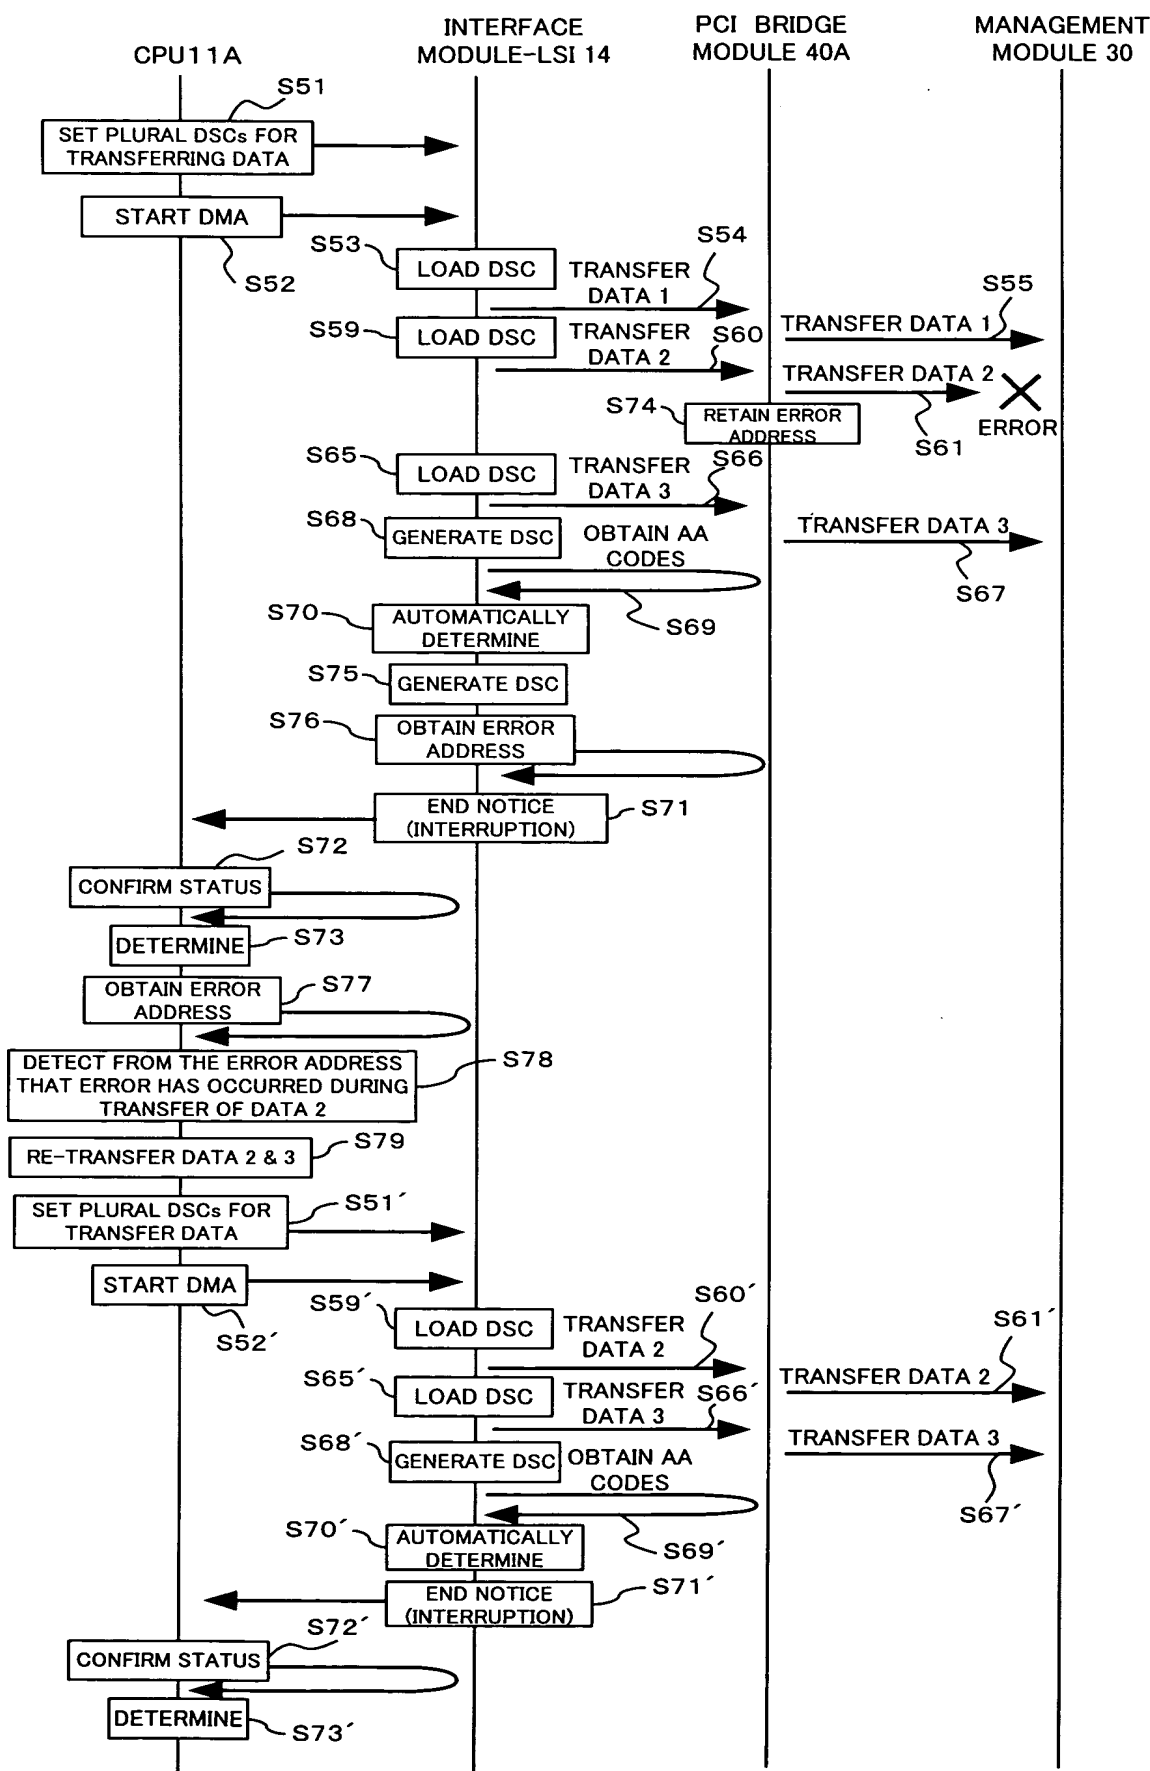 CPU11A
INTERFACE
MODULE-LSI 14
PCI BRIDGE
MODULE 40A
MANAGEMENT
MODULE 30
S51
SET PLURAL DSCs FOR
TRANSFERRING DATA
START DMA
S52
S53
LOAD DSC
TRANSFER
DATA 1
S54
S55
TRANSFER DATA 1
S59
LOAD DSC
TRANSFER
DATA 2
S60
TRANSFER DATA 2
S61
ERROR
S74
RETAIN ERROR
ADDRESS
S65
LOAD DSC
TRANSFER
DATA 3
S66
TRANSFER DATA 3
S67
S68
GENERATE DSC
OBTAIN AA
CODES
S69
S70
AUTOMATICALLY
DETERMINE
S75
GENERATE DSC
S76
OBTAIN ERROR
ADDRESS
END NOTICE
(INTERRUPTION)
S71
S72
CONFIRM STATUS
DETERMINE
S73
OBTAIN ERROR
ADDRESS
S77
DETECT FROM THE ERROR ADDRESS
THAT ERROR HAS OCCURRED DURING
TRANSFER OF DATA 2
S78
RE-TRANSFER DATA 2 & 3
S79
SET PLURAL DSCs FOR
TRANSFER DATA
S51´
START DMA
S52´
S59´
LOAD DSC
TRANSFER
DATA 2
S60´
S61´
TRANSFER DATA 2
S65´
LOAD DSC
TRANSFER
DATA 3
S66´
TRANSFER DATA 3
S67´
S68´
GENERATE DSC
OBTAIN AA
CODES
S69´
S70´
AUTOMATICALLY
DETERMINE
END NOTICE
(INTERRUPTION)
S71´
S72´
CONFIRM STATUS
DETERMINE
S73´